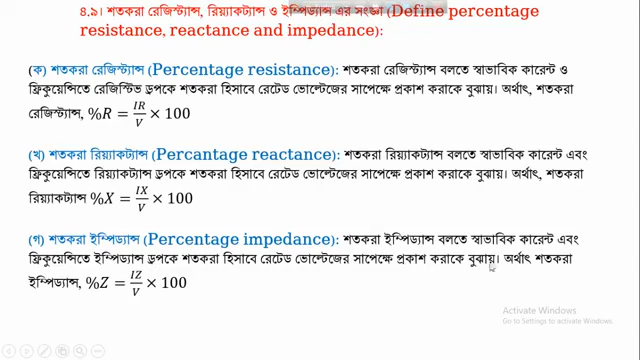 ৪.৯। শতকরা রেজিস্ট্যান্স, রিয়্যাকট্যান্স ও ইম্পিড্যান্স এর সংজ্ঞা (Define percentage
resistance, reactance and impedance):
(ক) শতকরা রেজিস্ট্যান্স (Percentage resistance): শতকরা রেজিস্ট্যান্স বলতে স্বাভাবিক কারেন্ট ও
ফ্রিকুয়েন্সিতে রেজিস্টিভ ড্রপকে শতকরা হিসাবে রেটেড ভোল্টেজের সাপেক্ষে প্রকাশ করাকে বুঝায়। অর্থাৎ, শতকরা
রেজিস্ট্যান্স, %R = IR/V × 100
(খ) শতকরা রিয়্যাকট্যান্স (Percantage reactance): শতকরা রিয়্যাকট্যান্স বলতে স্বাভাবিক কারেন্ট এবং
ফ্রিকুয়েন্সিতে রিয়্যাকট্যান্স ড্রপকে শতকরা হিসাবে রেটেড ভোল্টেজের সাপেক্ষে প্রকাশ করাকে বুঝায়। অর্থাৎ, শতকরা
রিয়্যাকট্যান্স %X = IX/V × 100
(গ) শতকরা ইম্পিড্যান্স (Percentage impedance): শতকরা ইম্পিড্যান্স বলতে স্বাভাবিক কারেন্ট এবং
ফ্রিকুয়েন্সিতে ইম্পিড্যান্স ড্রপকে শতকরা হিসাবে রেটেড ভোল্টেজের সাপেক্ষে প্রকাশ করাকে বুঝায়। অর্থাৎ শতকরা
ইম্পিড্যান্স, %Z = IZ/V × 100
Activate Windows
Go to Settings to activate Windows.